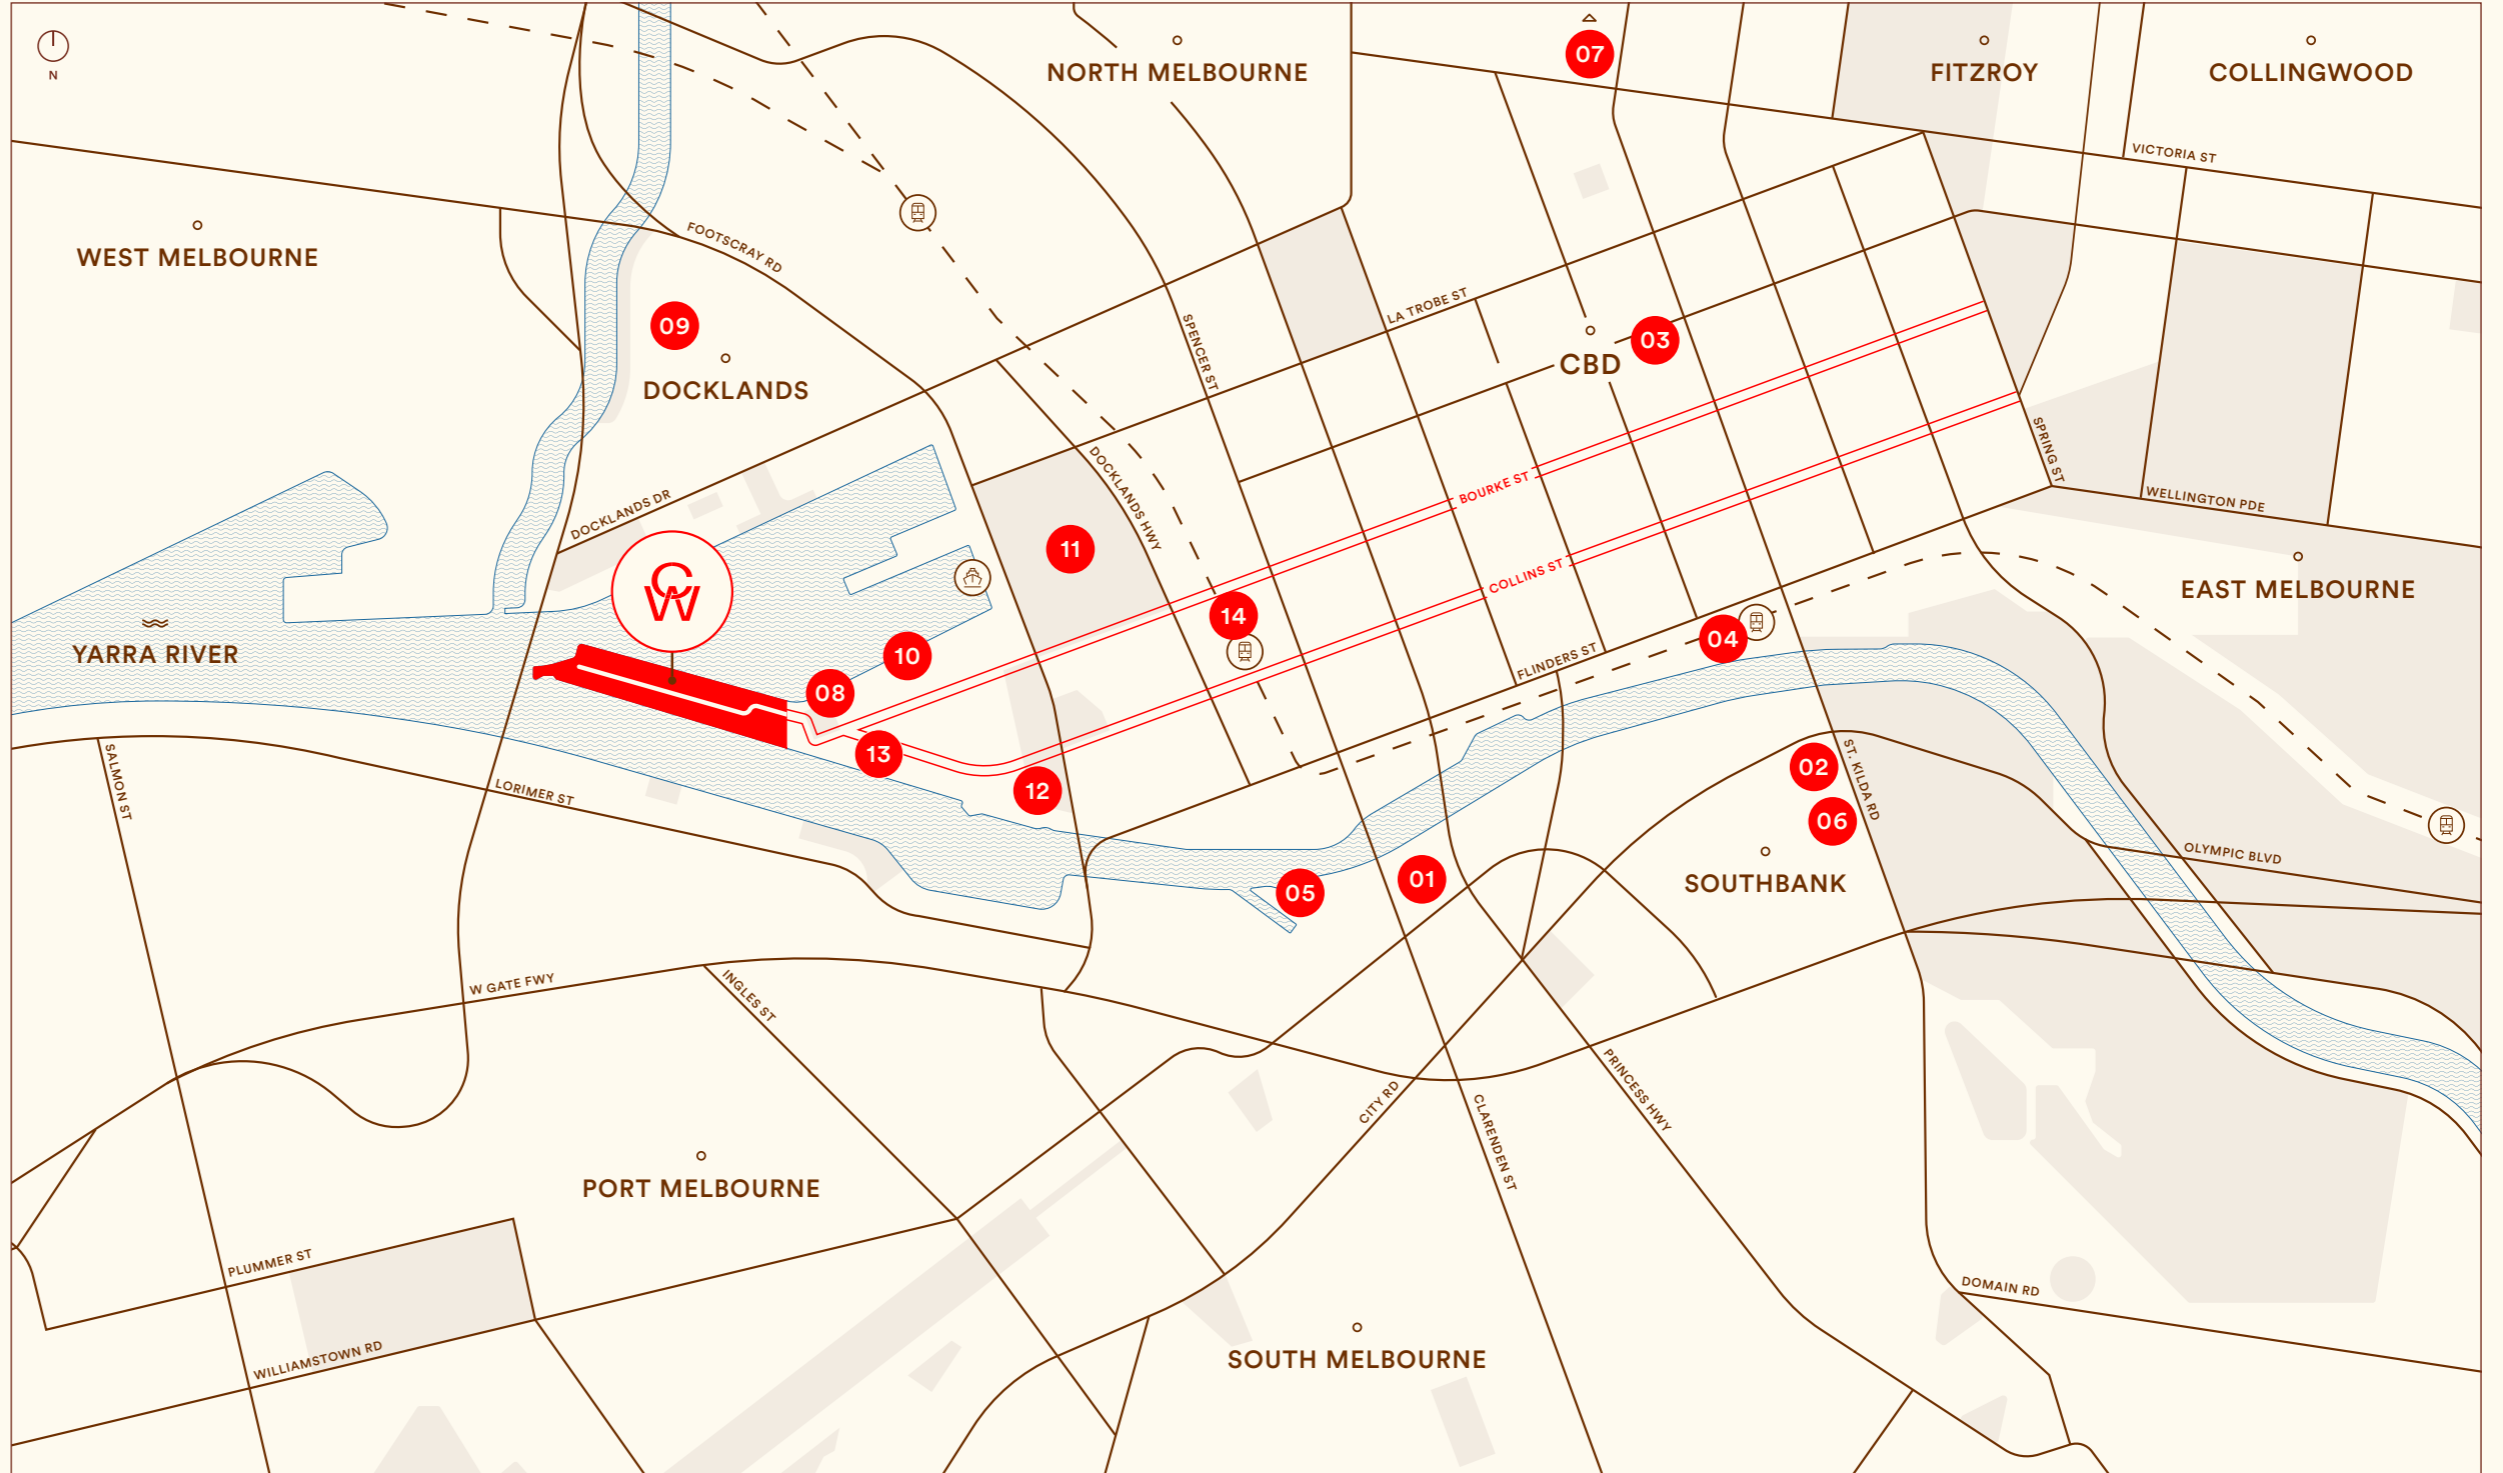 N
NORTH MELBOURNE
07
FITZROY
COLLINGWOOD
VICTORIA ST
WEST MELBOURNE
FOOTSCRAY RD
09
DOCKLANDS
SPENCER ST
LA TROBE ST
CBD
03
SPRING ST
DOCKLANDS DR
DOCKLANDS HWY
BOURKE ST
WELLINGTON PDE
11
CW
COLLINS ST
EAST MELBOURNE
YARRA RIVER
14
04
10
FLINDERS ST
08
13
12
02
ST. KILDA RD
06
SALMON ST
LORIMER ST
OLYMPIC BLVD
05
01
SOUTHBANK
W GATE FWY
INGLES ST
CITY RD
PRINCESS HWY
CLARENDEN ST
PORT MELBOURNE
PLUMMER ST
DOMAIN RD
WILLIAMSTOWN RD
SOUTH MELBOURNE